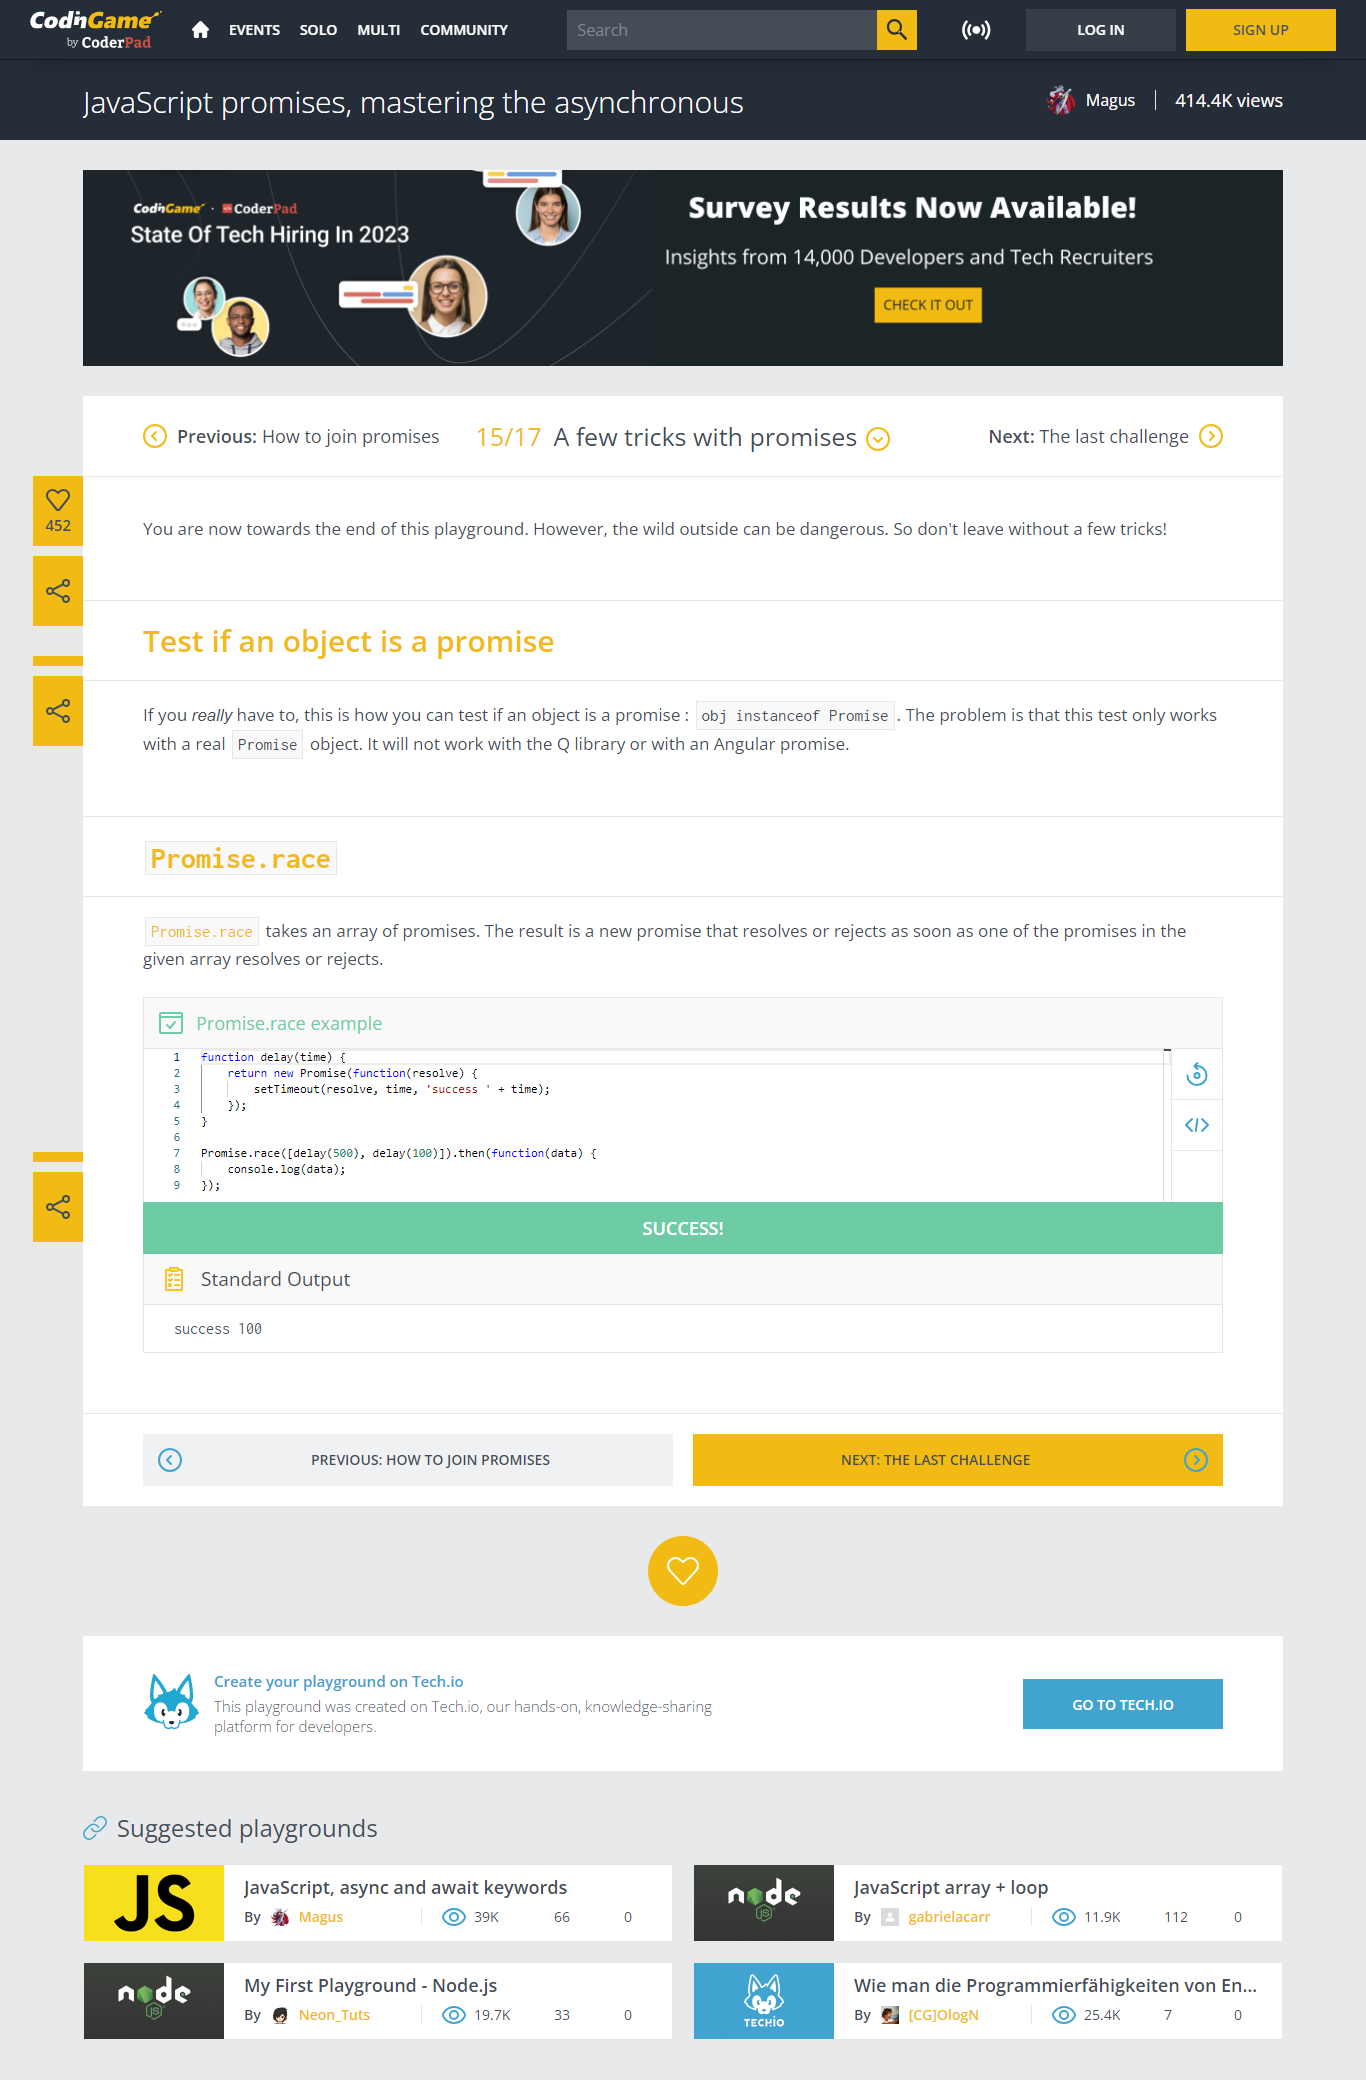 CodinGame
by CoderPad
EVENTS
SOLO
MULTI
COMMUNITY
Search
LOG IN
SIGN UP
JavaScript promises, mastering the asynchronous
Magus
414.4K views
CodinGame · CoderPad
State Of Tech Hiring In 2023
Survey Results Now Available!
Insights from 14,000 Developers and Tech Recruiters
CHECK IT OUT
Previous: How to join promises
15/17 A few tricks with promises
Next: The last challenge
452
You are now towards the end of this playground. However, the wild outside can be dangerous. So don't leave without a few tricks!
Test if an object is a promise
If you really have to, this is how you can test if an object is a promise : obj instanceof Promise . The problem is that this test only works
with a real Promise object. It will not work with the Q library or with an Angular promise.
Promise.race
Promise.race takes an array of promises. The result is a new promise that resolves or rejects as soon as one of the promises in the
given array resolves or rejects.
Promise.race example
1 function delay(time) {
2 return new Promise(function(resolve) {
3 setTimeout(resolve, time, 'success ' + time);
4 });
5 }
6
7 Promise.race([delay(500), delay(100)]).then(function(data) {
8 console.log(data);
9 });
SUCCESS!
Standard Output
success 100
PREVIOUS: HOW TO JOIN PROMISES
NEXT: THE LAST CHALLENGE
Create your playground on Tech.io
This playground was created on Tech.io, our hands-on, knowledge-sharing
platform for developers.
GO TO TECH.IO
Suggested playgrounds
JS
JavaScript, async and await keywords
By Magus 39K 66 0
node
JS
JavaScript array + loop
By gabrielacarr 11.9K 112 0
node
JS
My First Playground - Node.js
By Neon_Tuts 19.7K 33 0
TECH.IO
Wie man die Programmierfähigkeiten von En...
By [CG]OlogN 25.4K 7 0